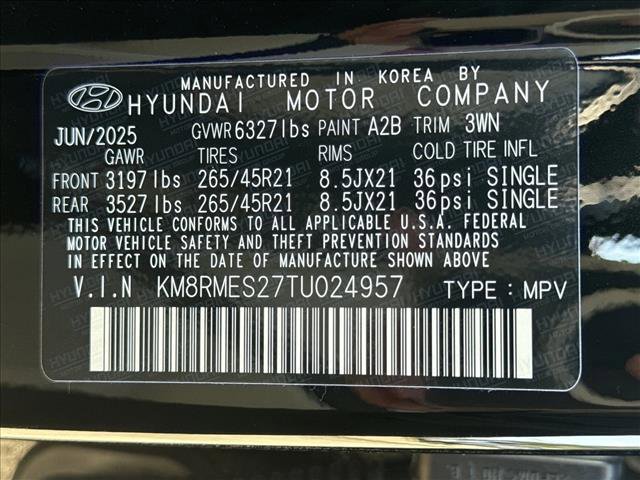 MANUFACTURED IN KOREA BY
HYUNDAI MOTOR COMPANY
JUN/2025 GVWR 6327lbs PAINT A2B TRIM 3WN
GAWR TIRES RIMS COLD TIRE INFL
FRONT 3197lbs 265/45R21 8.5JX21 36psi SINGLE
REAR 3527lbs 265/45R21 8.5JX21 36psi SINGLE
THIS VEHICLE CONFORMS TO ALL APPLICABLE U.S.A. FEDERAL
MOTOR VEHICLE SAFETY AND THEFT PREVENTION STANDARDS
IN EFFECT ON THE DATE OF MANUFACTURE SHOWN ABOVE
V.I.N KM8RMES27TU024957 TYPE : MPV